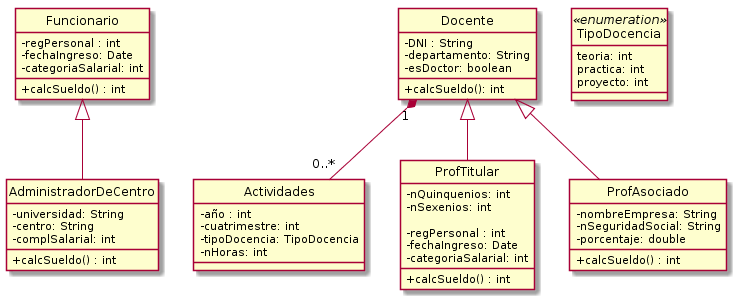 Funcionario
-regPersonal : int
-fechaIngreso: Date
-categoriaSalarial: int
+calcSueldo() : int
Docente
-DNI : String
-departamento: String
-esDoctor: boolean
+calcSueldo(): int
«enumeration»
TipoDocencia
teoria: int
practica: int
proyecto: int
1
0..*
AdministradorDeCentro
-universidad: String
-centro: String
-complSalarial: int
+calcSueldo() : int
Actividades
-año : int
-cuatrimestre: int
-tipoDocencia: TipoDocencia
-nHoras: int
ProfTitular
-nQuinquenios: int
-nSexenios: int
-regPersonal : int
-fechaIngreso: Date
-categoriaSalarial: int
+calcSueldo() : int
ProfAsociado
-nombreEmpresa: String
-nSeguridadSocial: String
-porcentaje: double
+calcSueldo() : int